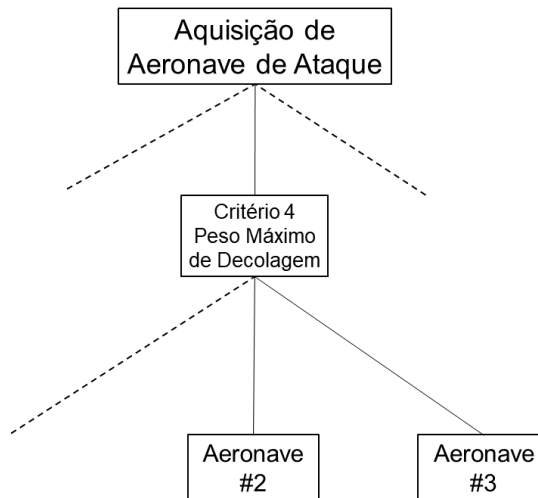 Aquisição de
Aeronave de Ataque
Critério 4
Peso Máximo
de Decolagem
Aeronave
#2
Aeronave
#3